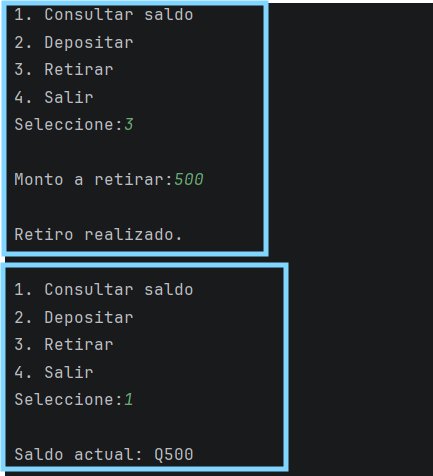 1. Consultar saldo
2. Depositar
3. Retirar
4. Salir
Seleccione:3
Monto a retirar:500
Retiro realizado.
1. Consultar saldo
2. Depositar
3. Retirar
4. Salir
Seleccione:1
Saldo actual: Q500